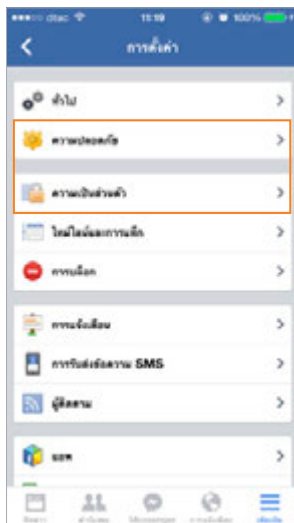 dtac 11:19 100%
การตั้งค่า
ทั่วไป
ความปลอดภัย
ความเป็นส่วนตัว
ไทม์ไลน์และการแท็ก
การบล็อก
การแจ้งเตือน
การรับส่งข้อความ SMS
ผู้ติดตาม
แอพ
Messenger